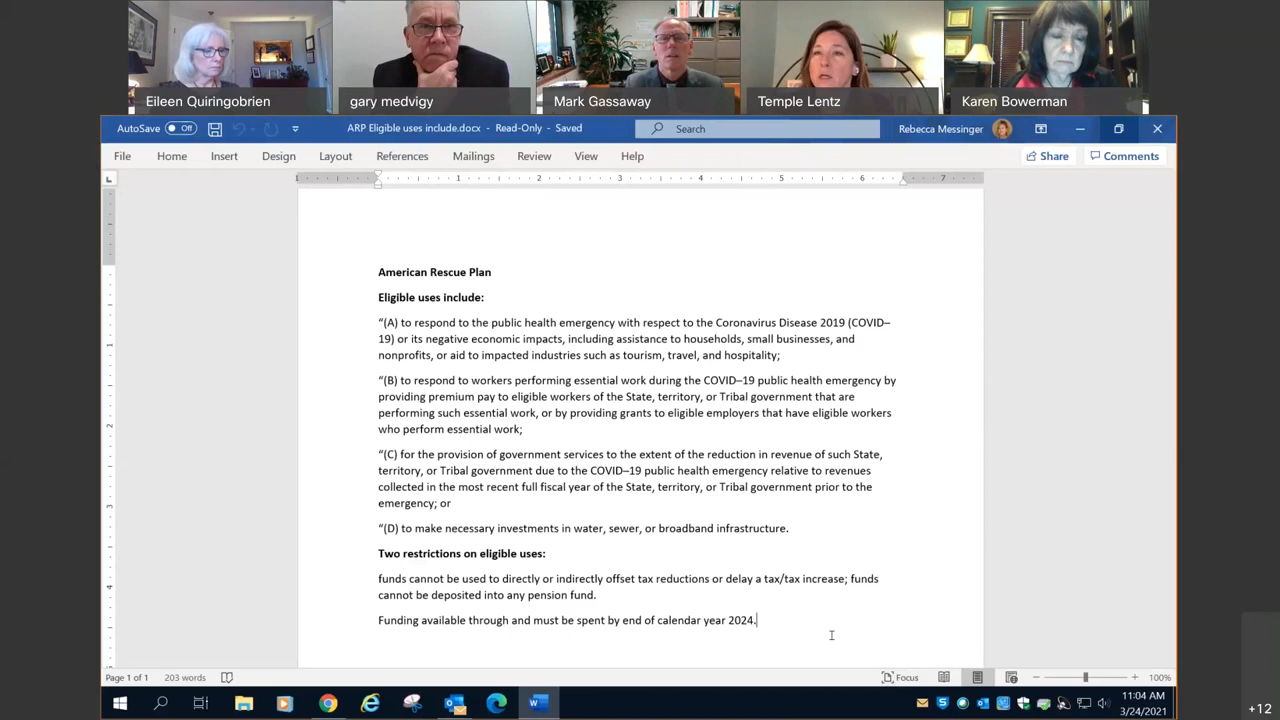 Eileen Quiringobrien
gary medvigy
Mark Gassaway
Temple Lentz
Karen Bowerman
AutoSave Off
ARP Eligible uses include.docx - Read-Only - Saved
Search
Rebecca Messinger
File Home Insert Design Layout References Mailings Review View Help
Share Comments
1 1 2 3 4 5 6 7
American Rescue Plan
Eligible uses include:
“(A) to respond to the public health emergency with respect to the Coronavirus Disease 2019 (COVID–
19) or its negative economic impacts, including assistance to households, small businesses, and
nonprofits, or aid to impacted industries such as tourism, travel, and hospitality;
“(B) to respond to workers performing essential work during the COVID–19 public health emergency by
providing premium pay to eligible workers of the State, territory, or Tribal government that are
performing such essential work, or by providing grants to eligible employers that have eligible workers
who perform essential work;
“(C) for the provision of government services to the extent of the reduction in revenue of such State,
territory, or Tribal government due to the COVID–19 public health emergency relative to revenues
collected in the most recent full fiscal year of the State, territory, or Tribal government prior to the
emergency; or
“(D) to make necessary investments in water, sewer, or broadband infrastructure.
Two restrictions on eligible uses:
funds cannot be used to directly or indirectly offset tax reductions or delay a tax/tax increase; funds
cannot be deposited into any pension fund.
Funding available through and must be spent by end of calendar year 2024.
1
2
3
4
Page 1 of 1 203 words
Focus
100%
11:04 AM
3/24/2021
+12